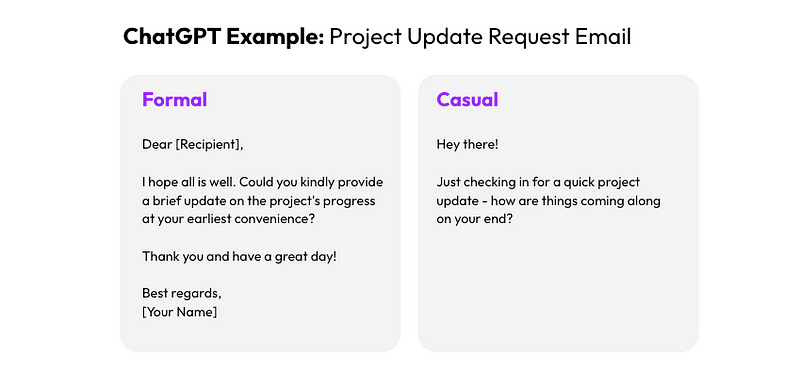 ChatGPT Example: Project Update Request Email
Formal
Dear [Recipient],
I hope all is well. Could you kindly provide
a brief update on the project's progress
at your earliest convenience?
Thank you and have a great day!
Best regards,
[Your Name]
Casual
Hey there!
Just checking in for a quick project
update - how are things coming along
on your end?